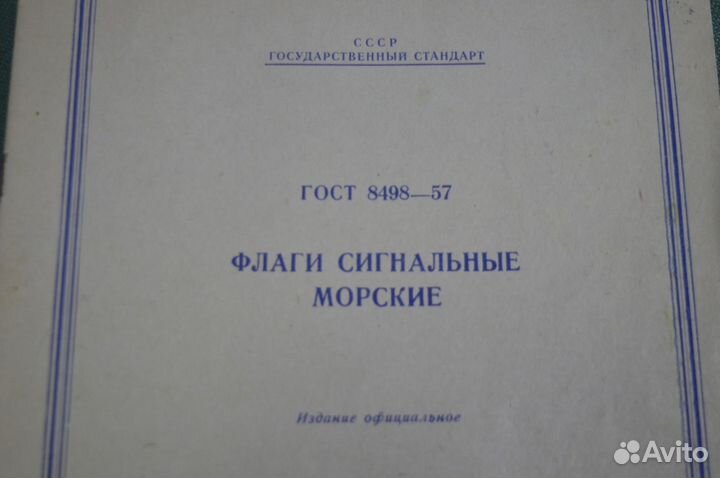 СССР
ГОСУДАРСТВЕННЫЙ СТАНДАРТ
ГОСТ 8498—57
ФЛАГИ СИГНАЛЬНЫЕ
МОРСКИЕ
Издание официальное
Avito